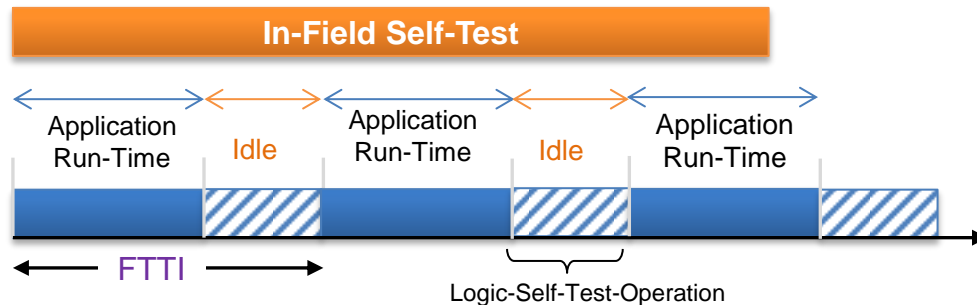 In-Field Self-Test
Application
Run-Time
Idle
Application
Run-Time
Idle
Application
Run-Time
FTTI
Logic-Self-Test-Operation